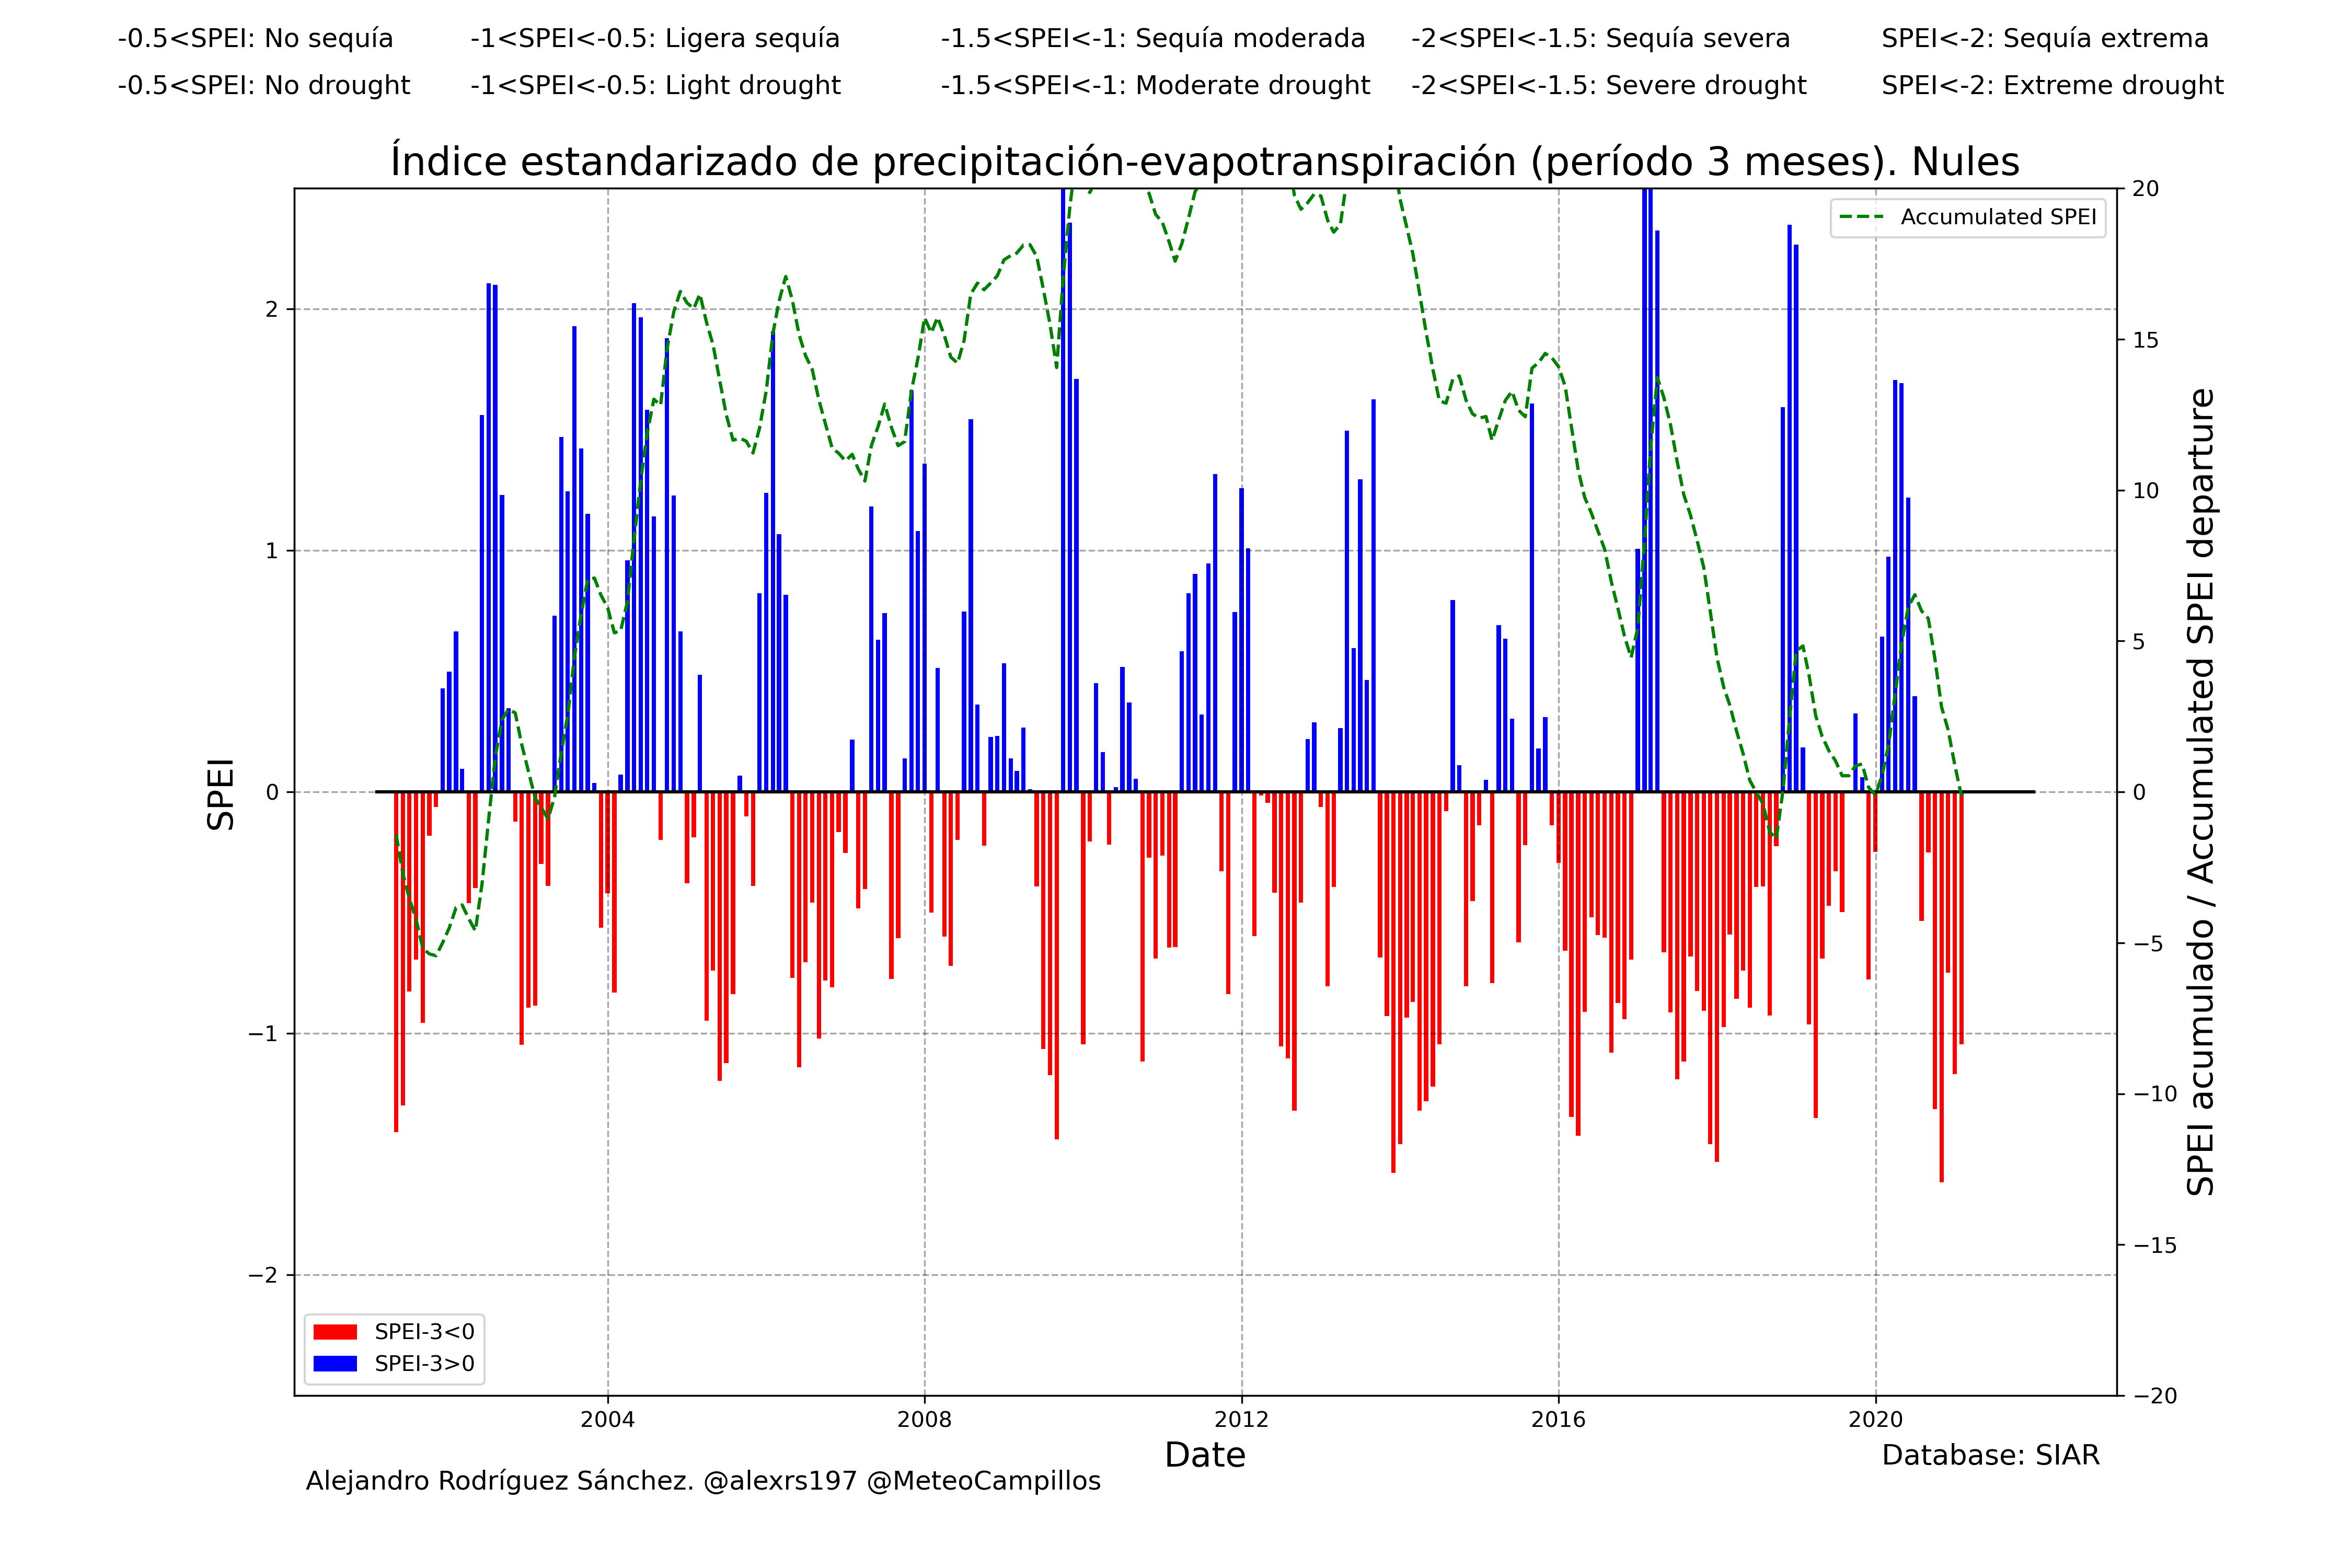 -0.5<SPEI: No sequía -1<SPEI<-0.5: Ligera sequía -1.5<SPEI<-1: Sequía moderada -2<SPEI<-1.5: Sequía severa SPEI<-2: Sequía extrema
-0.5<SPEI: No drought -1<SPEI<-0.5: Light drought -1.5<SPEI<-1: Moderate drought -2<SPEI<-1.5: Severe drought SPEI<-2: Extreme drought
Índice estandarizado de precipitación-evapotranspiración (período 3 meses). Nules
Accumulated SPEI
SPEI
2
1
0
−1
−2
20
15
10
5
0
−5
−10
−15
−20
SPEI acumulado / Accumulated SPEI departure
SPEI-3<0
SPEI-3>0
2004 2008 2012 2016 2020
Date
Database: SIAR
Alejandro Rodríguez Sánchez. @alexrs197 @MeteoCampillos